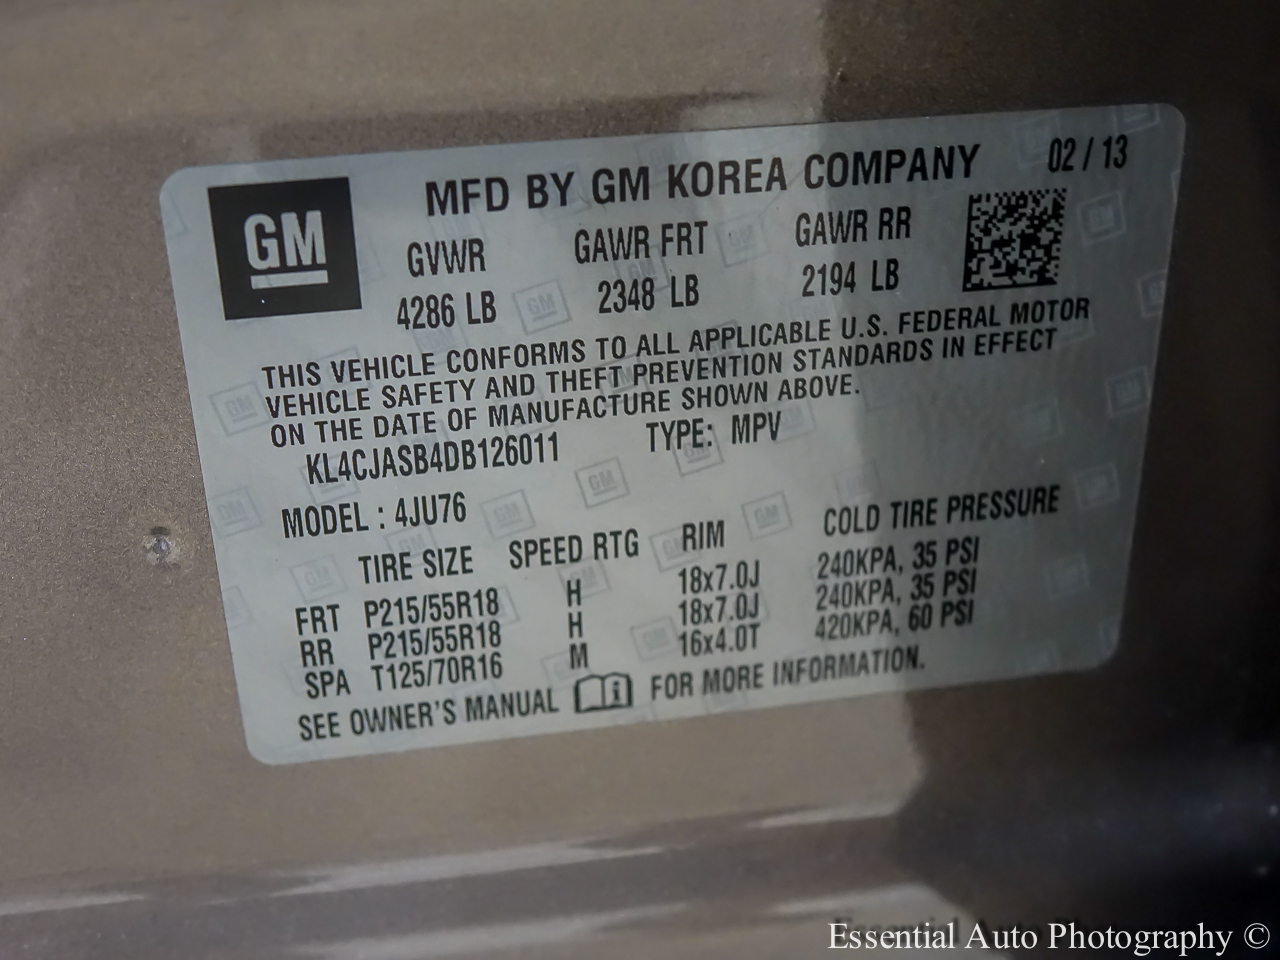 GM
MFD BY GM KOREA COMPANY 02 / 13
GVWR GAWR FRT GAWR RR
4286 LB 2348 LB 2194 LB
THIS VEHICLE CONFORMS TO ALL APPLICABLE U.S. FEDERAL MOTOR
VEHICLE SAFETY AND THEFT PREVENTION STANDARDS IN EFFECT
ON THE DATE OF MANUFACTURE SHOWN ABOVE.
KL4CJASB4DB126011 TYPE: MPV
MODEL : 4JU76
TIRE SIZE SPEED RTG RIM COLD TIRE PRESSURE
FRT P215/55R18 H 18x7.0J 240KPA, 35 PSI
RR P215/55R18 H 18x7.0J 240KPA, 35 PSI
SPA T125/70R16 M 16x4.0T 420KPA, 60 PSI
SEE OWNER'S MANUAL i FOR MORE INFORMATION.
Essential Auto Photography ©